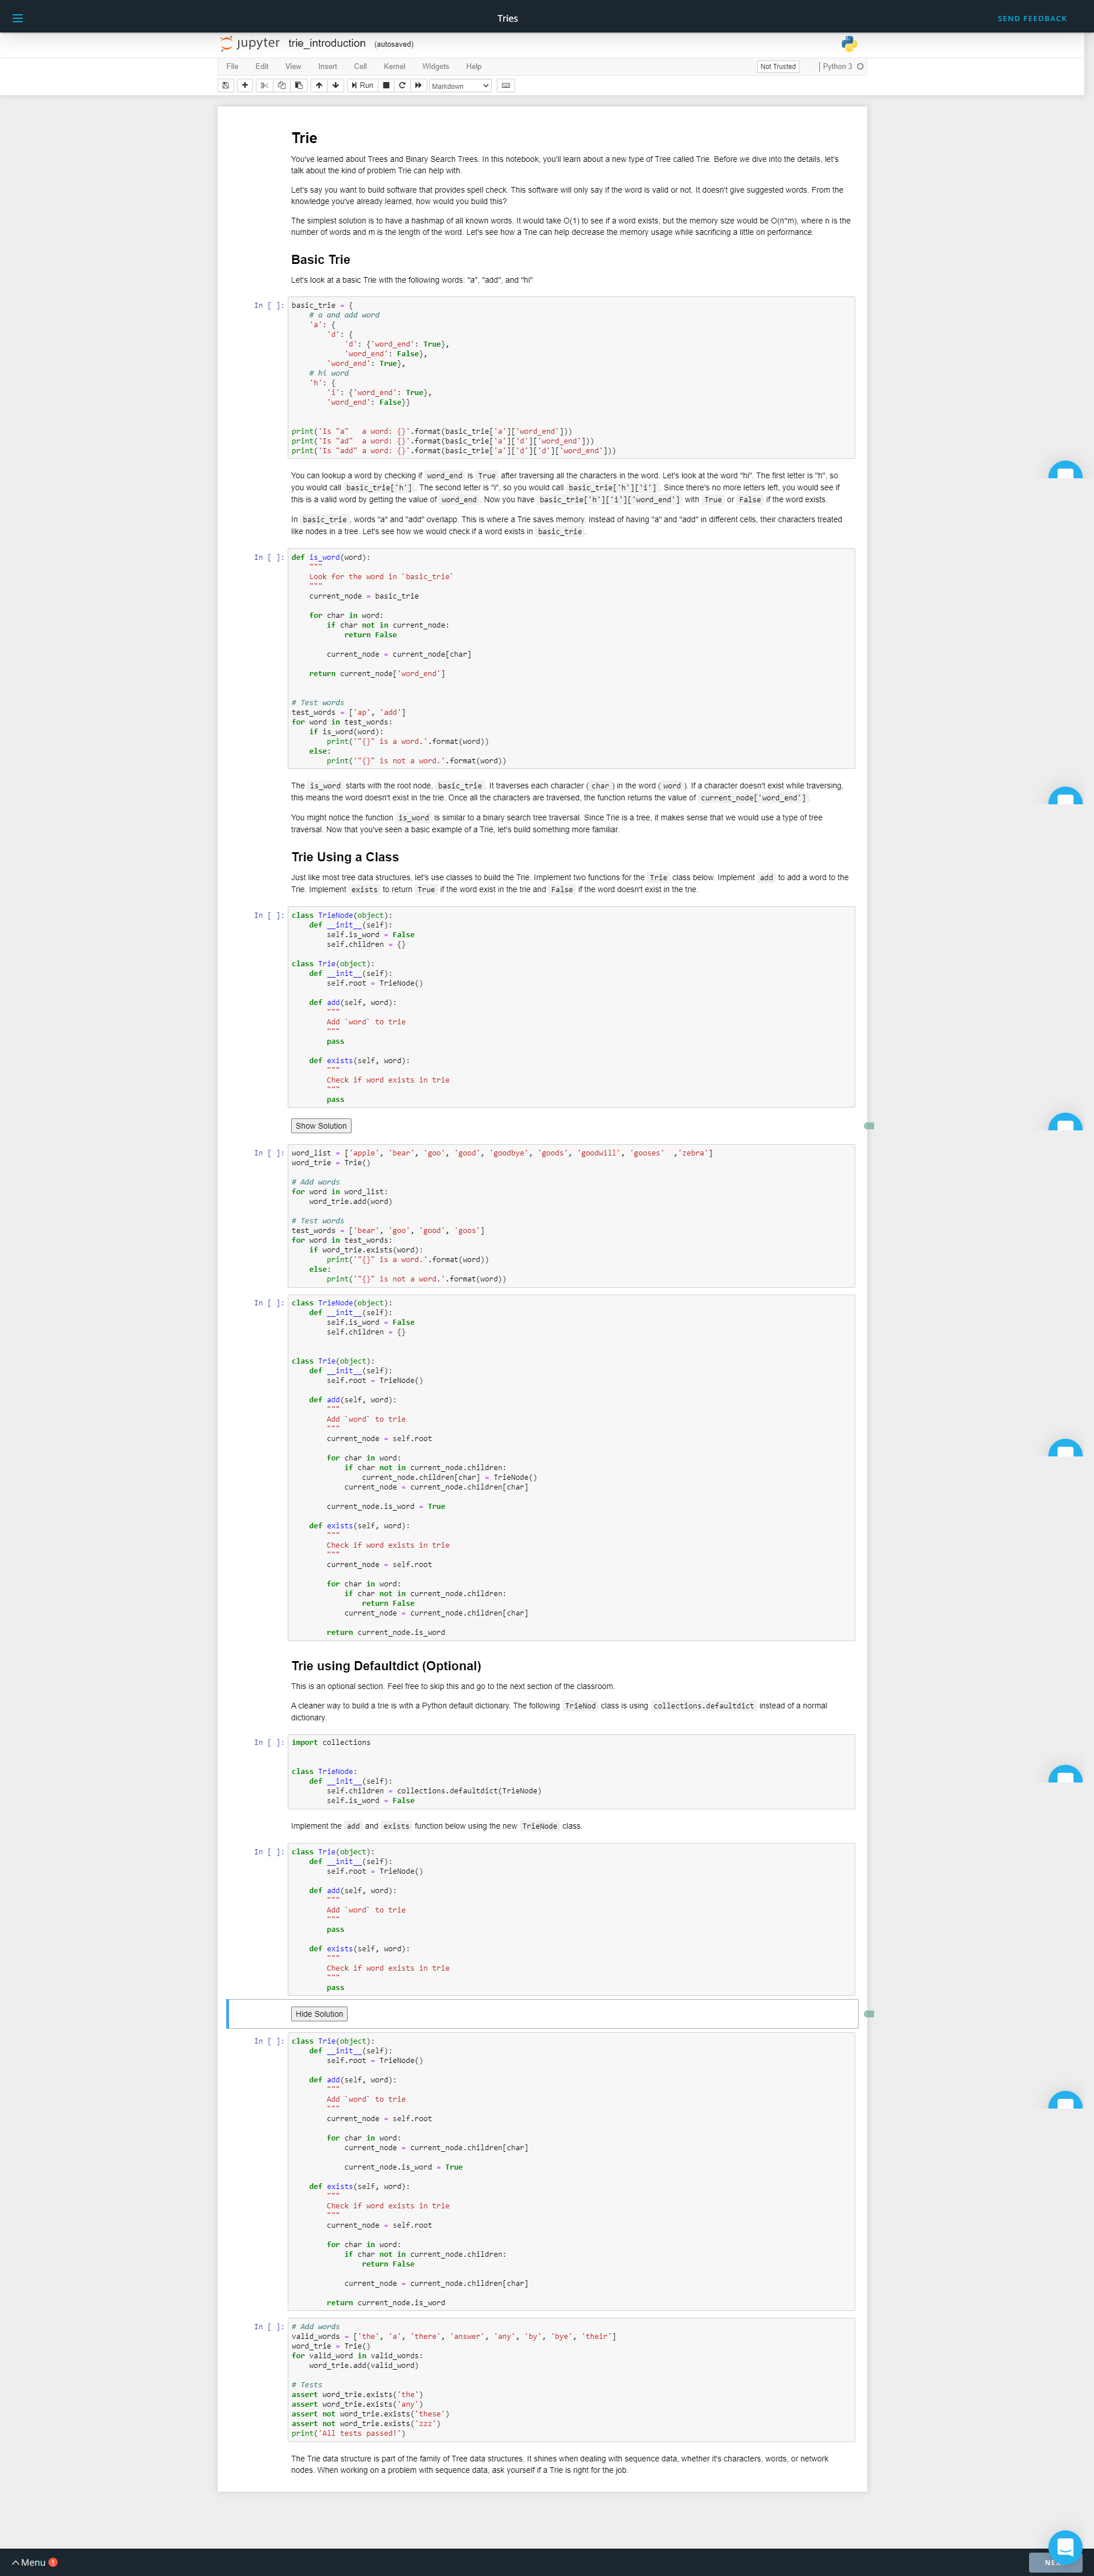 Tries
SEND FEEDBACK
jupyter trie_introduction (autosaved)
File Edit View Insert Cell Kernel Widgets Help
Not Trusted
Python 3
Run
Markdown
Trie
You've learned about Trees and Binary Search Trees. In this notebook, you'll learn about a new type of Tree called Trie. Before we dive into the details, let's
talk about the kind of problem Trie can help with.
Let's say you want to build software that provides spell check. This software will only say if the word is valid or not. It doesn't give suggested words. From the
knowledge you've already learned, how would you build this?
The simplest solution is to have a hashmap of all known words. It would take O(1) to see if a word exists, but the memory size would be O(n*m), where n is the
number of words and m is the length of the word. Let's see how a Trie can help decrease the memory usage while sacrificing a little on performance.
Basic Trie
Let's look at a basic Trie with the following words: "a", "add", and "hi"
In [ ]:
basic_trie = {
    # a and add word
    'a': {
        'd': {
            'd': {'word_end': True},
            'word_end': False},
        'word_end': True},
    # hi word
    'h': {
        'i': {'word_end': True},
        'word_end': False}}
print('Is "a"   a word: {}'.format(basic_trie['a']['word_end']))
print('Is "ad"  a word: {}'.format(basic_trie['a']['d']['word_end']))
print('Is "add" a word: {}'.format(basic_trie['a']['d']['d']['word_end']))
You can lookup a word by checking if word_end is True after traversing all the characters in the word. Let's look at the word "hi". The first letter is "h", so
you would call basic_trie['h'] . The second letter is "i", so you would call basic_trie['h']['i'] . Since there's no more letters left, you would see if
this is a valid word by getting the value of word_end . Now you have basic_trie['h']['i']['word_end'] with True or False if the word exists.
In basic_trie , words "a" and "add" overlapp. This is where a Trie saves memory. Instead of having "a" and "add" in different cells, their characters treated
like nodes in a tree. Let's see how we would check if a word exists in basic_trie .
In [ ]:
def is_word(word):
    """
    Look for the word in `basic_trie`
    """
    current_node = basic_trie
    for char in word:
        if char not in current_node:
            return False
        current_node = current_node[char]
    return current_node['word_end']
# Test words
test_words = ['ap', 'add']
for word in test_words:
    if is_word(word):
        print('"{}" is a word.'.format(word))
    else:
        print('"{}" is not a word.'.format(word))
The is_word starts with the root node, basic_trie . It traverses each character ( char ) in the word ( word ). If a character doesn't exist while traversing,
this means the word doesn't exist in the trie. Once all the characters are traversed, the function returns the value of current_node['word_end'] .
You might notice the function is_word is similar to a binary search tree traversal. Since Trie is a tree, it makes sense that we would use a type of tree
traversal. Now that you've seen a basic example of a Trie, let's build something more familiar.
Trie Using a Class
Just like most tree data structures, let's use classes to build the Trie. Implement two functions for the Trie class below. Implement add to add a word to the
Trie. Implement exists to return True if the word exist in the trie and False if the word doesn't exist in the trie.
In [ ]:
class TrieNode(object):
    def __init__(self):
        self.is_word = False
        self.children = {}
class Trie(object):
    def __init__(self):
        self.root = TrieNode()
    def add(self, word):
        """
        Add `word` to trie
        """
        pass
    def exists(self, word):
        """
        Check if word exists in trie
        """
        pass
Show Solution
In [ ]:
word_list = ['apple', 'bear', 'goo', 'good', 'goodbye', 'goods', 'goodwill', 'gooses'  ,'zebra']
word_trie = Trie()
# Add words
for word in word_list:
    word_trie.add(word)
# Test words
test_words = ['bear', 'goo', 'good', 'goos']
for word in test_words:
    if word_trie.exists(word):
        print('"{}" is a word.'.format(word))
    else:
        print('"{}" is not a word.'.format(word))
In [ ]:
class TrieNode(object):
    def __init__(self):
        self.is_word = False
        self.children = {}
class Trie(object):
    def __init__(self):
        self.root = TrieNode()
    def add(self, word):
        """
        Add `word` to trie
        """
        current_node = self.root
        for char in word:
            if char not in current_node.children:
                current_node.children[char] = TrieNode()
            current_node = current_node.children[char]
        current_node.is_word = True
    def exists(self, word):
        """
        Check if word exists in trie
        """
        current_node = self.root
        for char in word:
            if char not in current_node.children:
                return False
            current_node = current_node.children[char]
        return current_node.is_word
Trie using Defaultdict (Optional)
This is an optional section. Feel free to skip this and go to the next section of the classroom.
A cleaner way to build a trie is with a Python default dictionary. The following TrieNod class is using collections.defaultdict instead of a normal
dictionary.
In [ ]:
import collections
class TrieNode:
    def __init__(self):
        self.children = collections.defaultdict(TrieNode)
        self.is_word = False
Implement the add and exists function below using the new TrieNode class.
In [ ]:
class Trie(object):
    def __init__(self):
        self.root = TrieNode()
    def add(self, word):
        """
        Add `word` to trie
        """
        pass
    def exists(self, word):
        """
        Check if word exists in trie
        """
        pass
Hide Solution
In [ ]:
class Trie(object):
    def __init__(self):
        self.root = TrieNode()
    def add(self, word):
        """
        Add `word` to trie
        """
        current_node = self.root
        for char in word:
            current_node = current_node.children[char]
            current_node.is_word = True
    def exists(self, word):
        """
        Check if word exists in trie
        """
        current_node = self.root
        for char in word:
            if char not in current_node.children:
                return False
            current_node = current_node.children[char]
        return current_node.is_word
In [ ]:
# Add words
valid_words = ['the', 'a', 'there', 'answer', 'any', 'by', 'bye', 'their']
word_trie = Trie()
for valid_word in valid_words:
    word_trie.add(valid_word)
# Tests
assert word_trie.exists('the')
assert word_trie.exists('any')
assert not word_trie.exists('these')
assert not word_trie.exists('zzz')
print('All tests passed!')
The Trie data structure is part of the family of Tree data structures. It shines when dealing with sequence data, whether it's characters, words, or network
nodes. When working on a problem with sequence data, ask yourself if a Trie is right for the job.
Menu 1